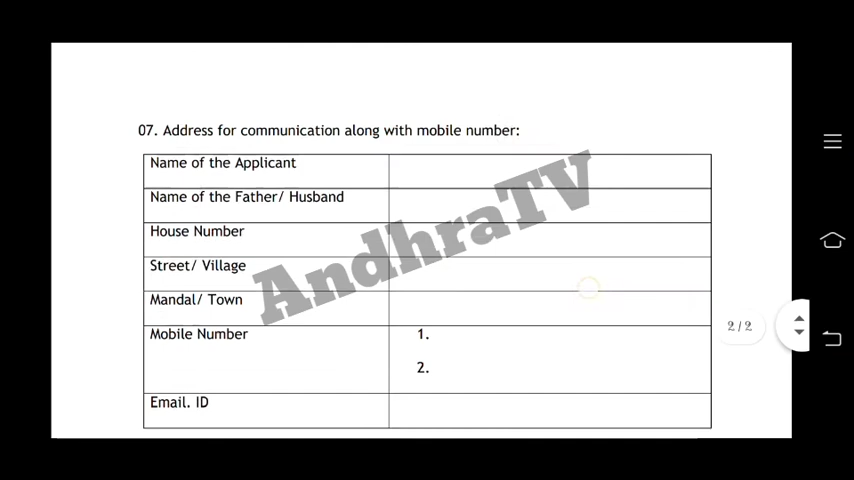 07. Address for communication along with mobile number:
Name of the Applicant
Name of the Father/ Husband
House Number
Street/ Village
Mandal/ Town
Mobile Number 1.
2.
Email. ID
AndhraTV
2/2